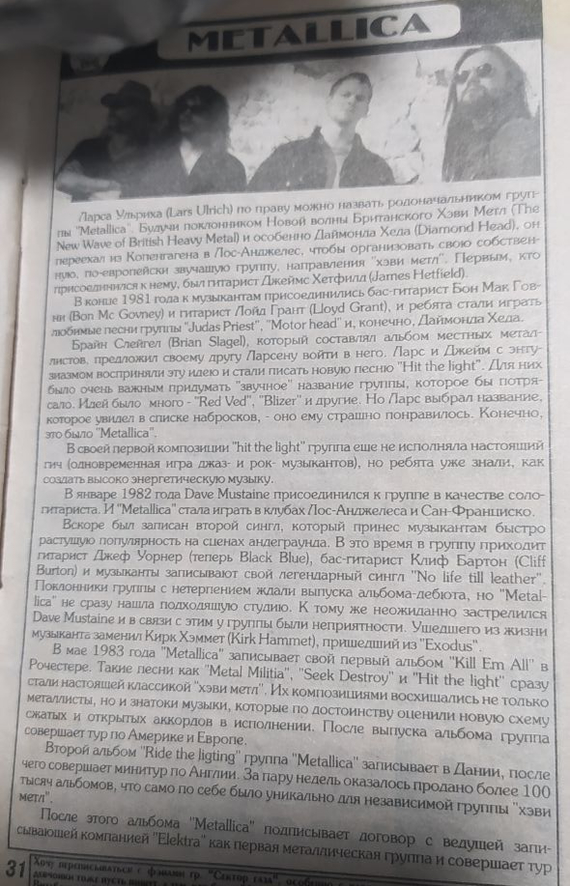 METALLICA
Ларса Ульриха (Lars Ulrich) по праву можно назвать родоначальником груп-
пы "Metallica". Будучи поклонником Новой волны Британского Хэви Метл (The
New Wave of British Heavy Metal) и особенно Даймонда Хеда (Diamond Head), он
переехал из Копенгагена в Лос-Анджелес, чтобы организовать свою собствен-
ную, по-европейски звучащую группу, направления "хэви метл". Первым, кто
присоединился к нему, был гитарист Джеймс Хетфилд (James Hetfield).
В конце 1981 года к музыкантам присоединились бас-гитарист Бон Мак Гов-
ни (Bon Mc Govney) и гитарист Лойд Грант (Lloyd Grant), и ребята стали играть
любимые песни группы "Judas Priest", "Motor head" и, конечно, Даймонда Хеда.
Брайн Слейгел (Brian Slagel), который составлял альбом местных метал-
листов, предложил своему другу Ларсену войти в него. Ларс и Джейм с энту-
зиазмом восприняли эту идею и стали писать новую песню "Hit the light". Для них
было очень важным придумать "звучное" название группы, которое бы потря-
сало. Идей было много - "Red Ved", "Blizer" и другие. Но Ларс выбрал название,
которое увидел в списке набросков, - оно ему страшно понравилось. Конечно,
это было "Metallica".
В своей первой композиции "hit the light" группа еще не исполняла настоящий
гич (одновременная игра джаз- и рок- музыкантов), но ребята уже знали, как
создать высоко энергетическую музыку.
В январе 1982 года Dave Mustaine присоединился к группе в качестве соло-
гитариста. И "Metallica" стала играть в клубах Лос-Анджелеса и Сан-Франциско.
Вскоре был записан второй сингл, который принес музыкантам быстро
растущую популярность на сценах андеграунда. В это время в группу приходит
гитарист Джеф Уорнер (теперь Black Blue), бас-гитарист Клиф Бартон (Cliff
Burton) и музыканты записывают свой легендарный сингл "No life till leather".
Поклонники группы с нетерпением ждали выпуска альбома-дебюта, но "Metal-
lica" не сразу нашла подходящую студию. К тому же неожиданно застрелился
Dave Mustaine и в связи с этим у группы были неприятности. Ушедшего из жизни
музыканта заменил Кирк Хэммет (Kirk Hammet), пришедший из "Exodus".
В мае 1983 года "Metallica" записывает свой первый альбом "Kill Em All" в
Рочестере. Такие песни как "Metal Militia", "Seek Destroy" и "Hit the light" сразу
стали настоящей классикой "хэви метл". Их композициями восхищались не только
металлисты, но и знатоки музыки, которые по достоинству оценили новую схему
сжатых и открытых аккордов в исполнении. После выпуска альбома группа
совершает тур по Америке и Европе.
Второй альбом "Ride the ligting" группа "Metallica" записывает в Дании, после
чего совершает минитур по Англии. За пару недель оказалось продано более 100
тысяч альбомов, что само по себе было уникально для независимой группы "хэви
метл".
После этого альбома "Metallica" подписывает договор с ведущей запи-
сывающей компанией "Elektra" как первая металлическая группа и совершает тур
31
Хочу переписываться с фэнами гр. "Сектор газа",